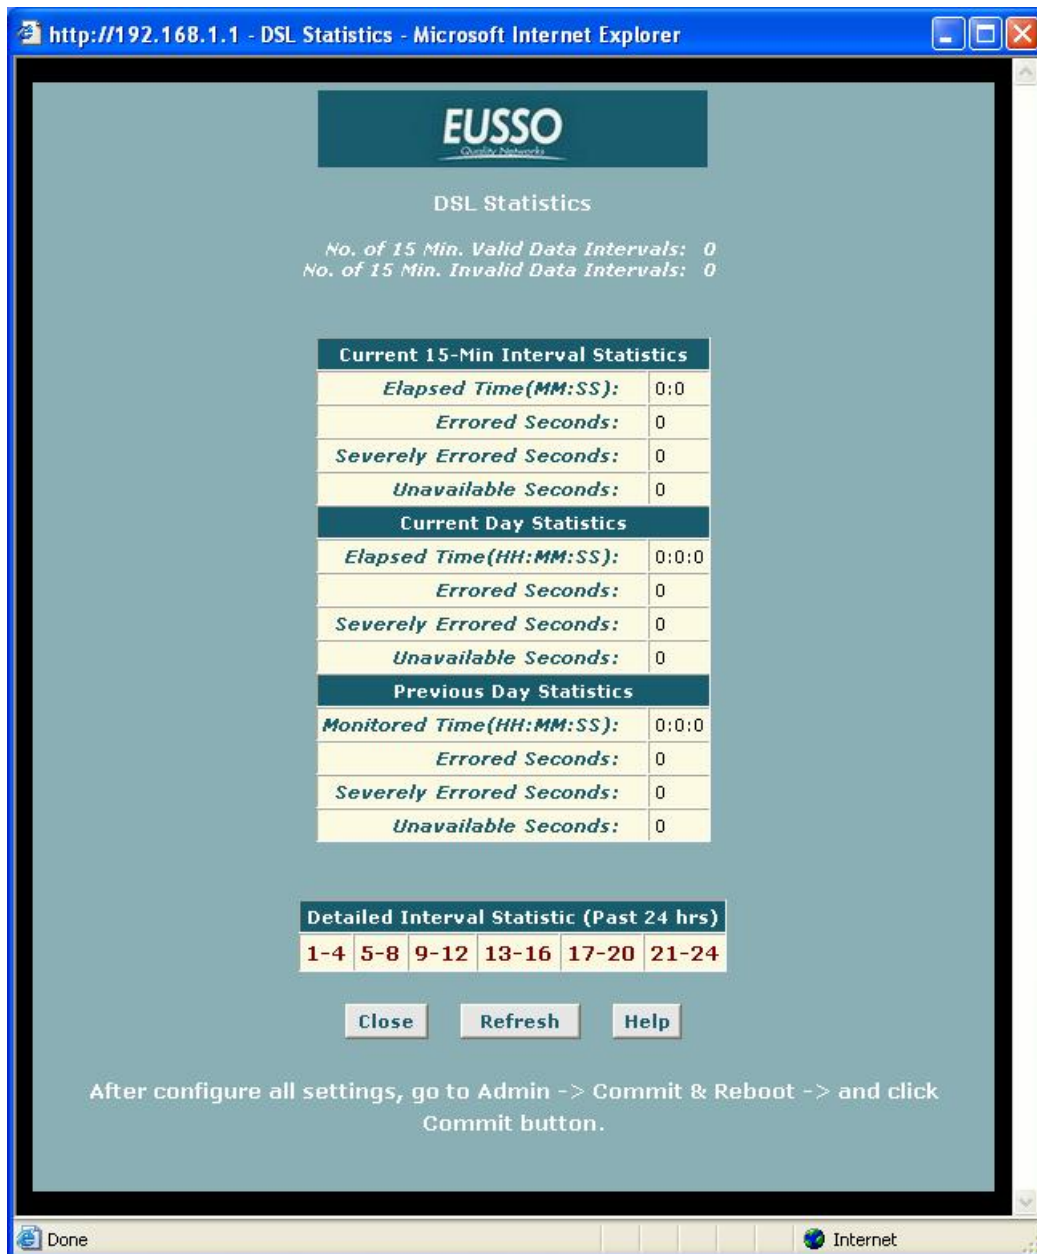 http://192.168.1.1 - DSL Statistics - Microsoft Internet Explorer
EUSSO
Quality Networks
DSL Statistics
No. of 15 Min. Valid Data Intervals: 0
No. of 15 Min. Invalid Data Intervals: 0
Current 15-Min Interval Statistics
Elapsed Time(MM:SS): 0:0
Errored Seconds: 0
Severely Errored Seconds: 0
Unavailable Seconds: 0
Current Day Statistics
Elapsed Time(HH:MM:SS): 0:0:0
Errored Seconds: 0
Severely Errored Seconds: 0
Unavailable Seconds: 0
Previous Day Statistics
Monitored Time(HH:MM:SS): 0:0:0
Errored Seconds: 0
Severely Errored Seconds: 0
Unavailable Seconds: 0
Detailed Interval Statistic (Past 24 hrs)
1-4 5-8 9-12 13-16 17-20 21-24
Close Refresh Help
After configure all settings, go to Admin -> Commit & Reboot -> and click
Commit button.
Done Internet